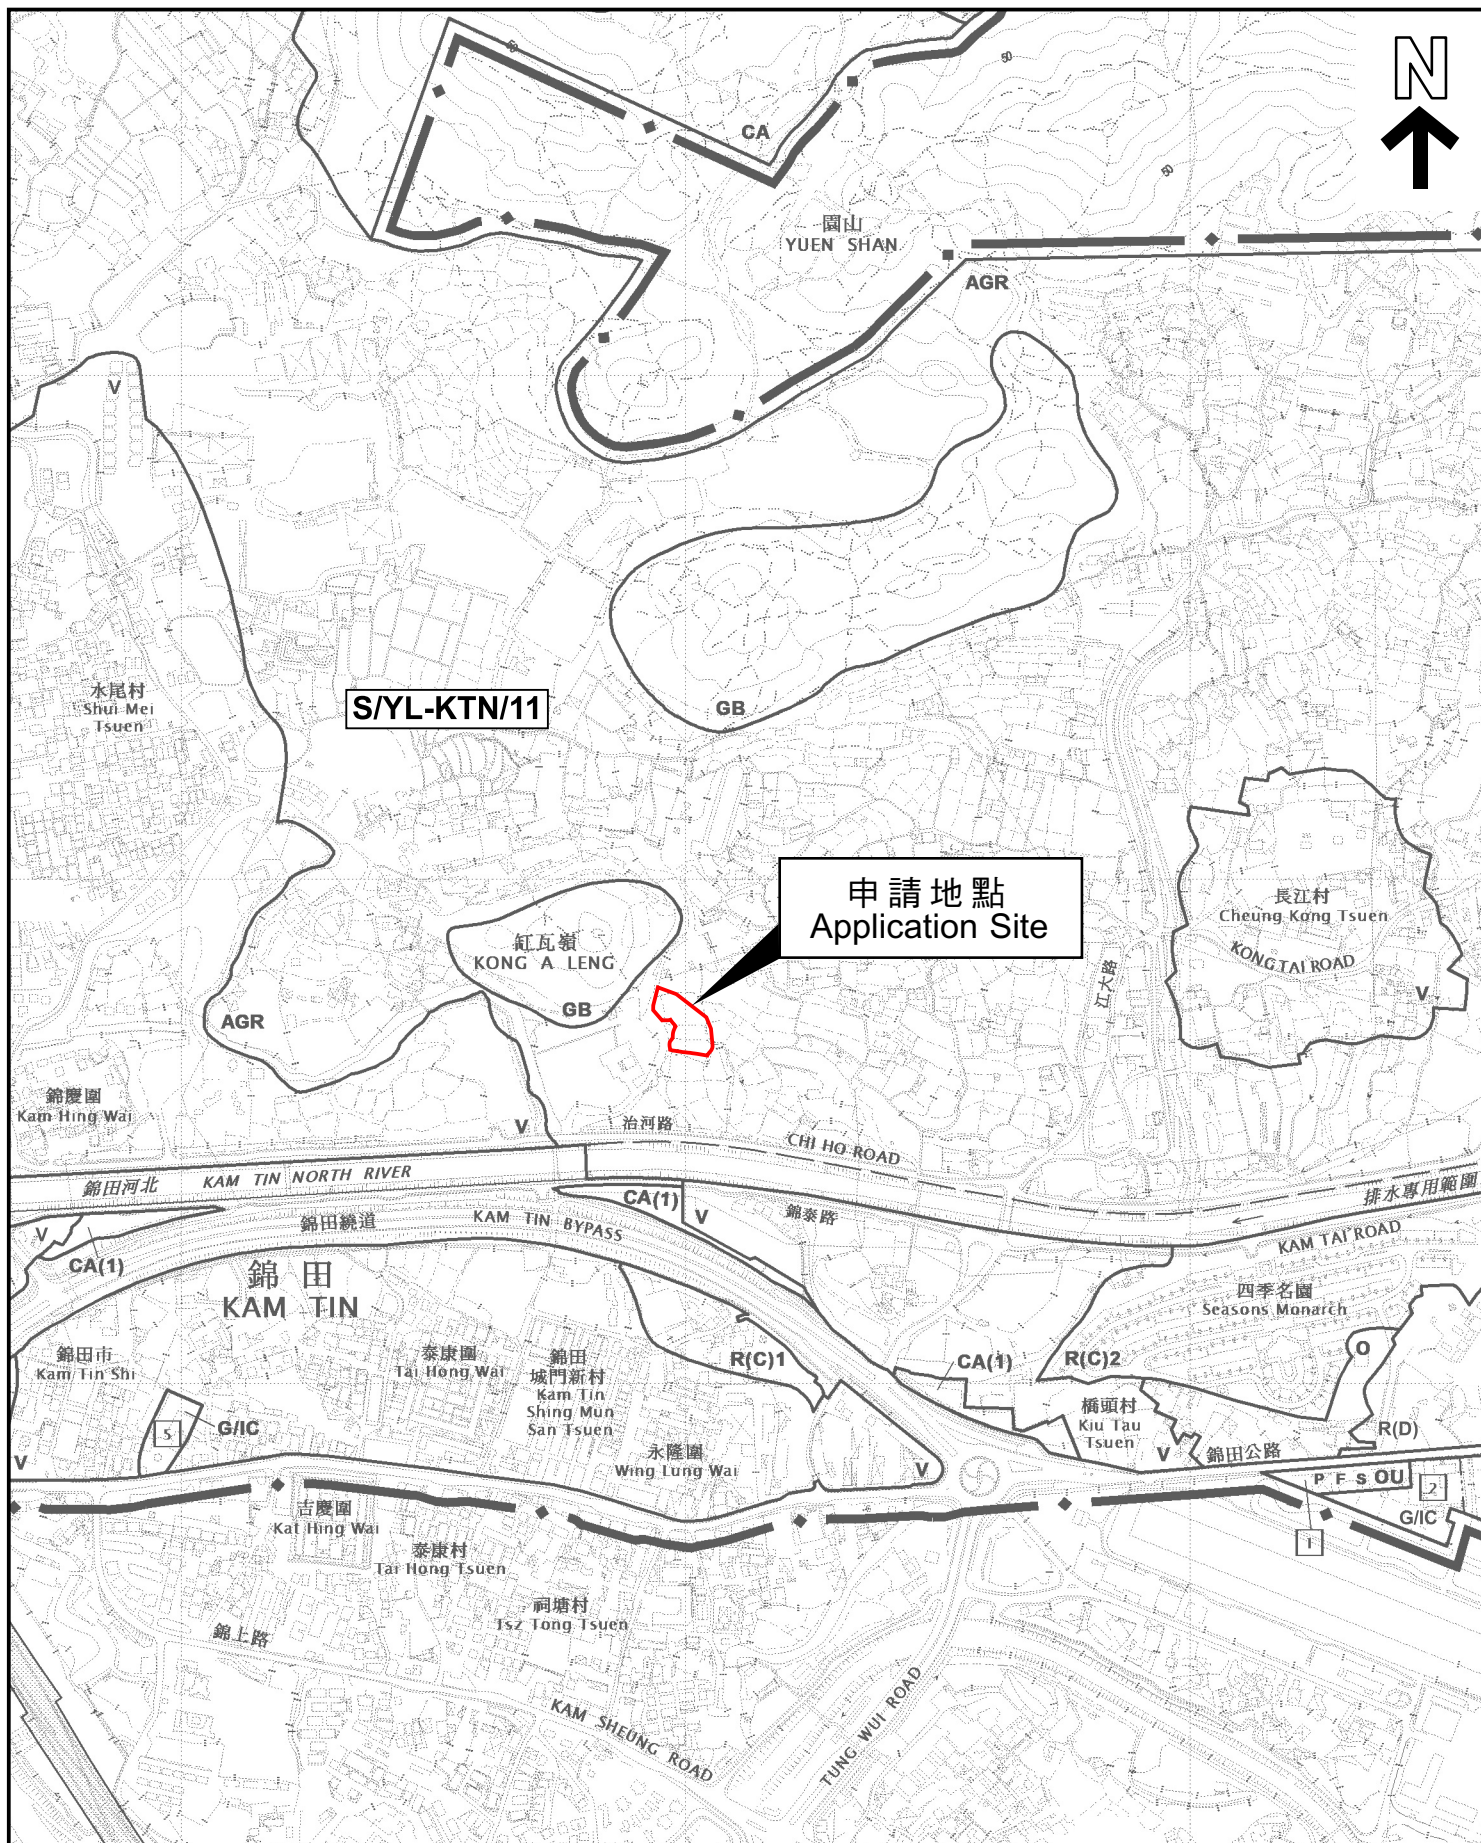 N
50
50
CA
50
園山
YUEN SHAN
AGR
V
水尾村
Shui Mei
Tsuen
S/YL-KTN/11
GB
申請地點
Application Site
長江村
Cheung Kong Tsuen
KONG TAI ROAD
V
缸瓦嶺
KONG A LENG
GB
江大路
AGR
錦慶圍
Kam Hing Wai
V
治河路
CHI HO ROAD
錦田河北
KAM TIN NORTH RIVER
排水專用範圍
CA(1)
V
錦泰路
錦田繞道
KAM TIN BYPASS
KAM TAI ROAD
V
CA(1)
錦田
KAM TIN
四季名園
Seasons Monarch
錦田市
Kam Tin Shi
泰康圍
Tai Hong Wai
錦田
城門新村
Kam Tin
Shing Mun
San Tsuen
R(C)1
CA(1)
R(C)2
O
橋頭村
Kiu Tau
Tsuen
R(D)
5
G/IC
永隆圍
Wing Lung Wai
V
V
V
錦田公路
P F S OU
2
G/IC
1
吉慶圍
Kat Hing Wai
泰康村
Tai Hong Tsuen
祠塘村
Tsz Tong Tsuen
錦上路
KAM SHEUNG ROAD
TUNG WUI ROAD